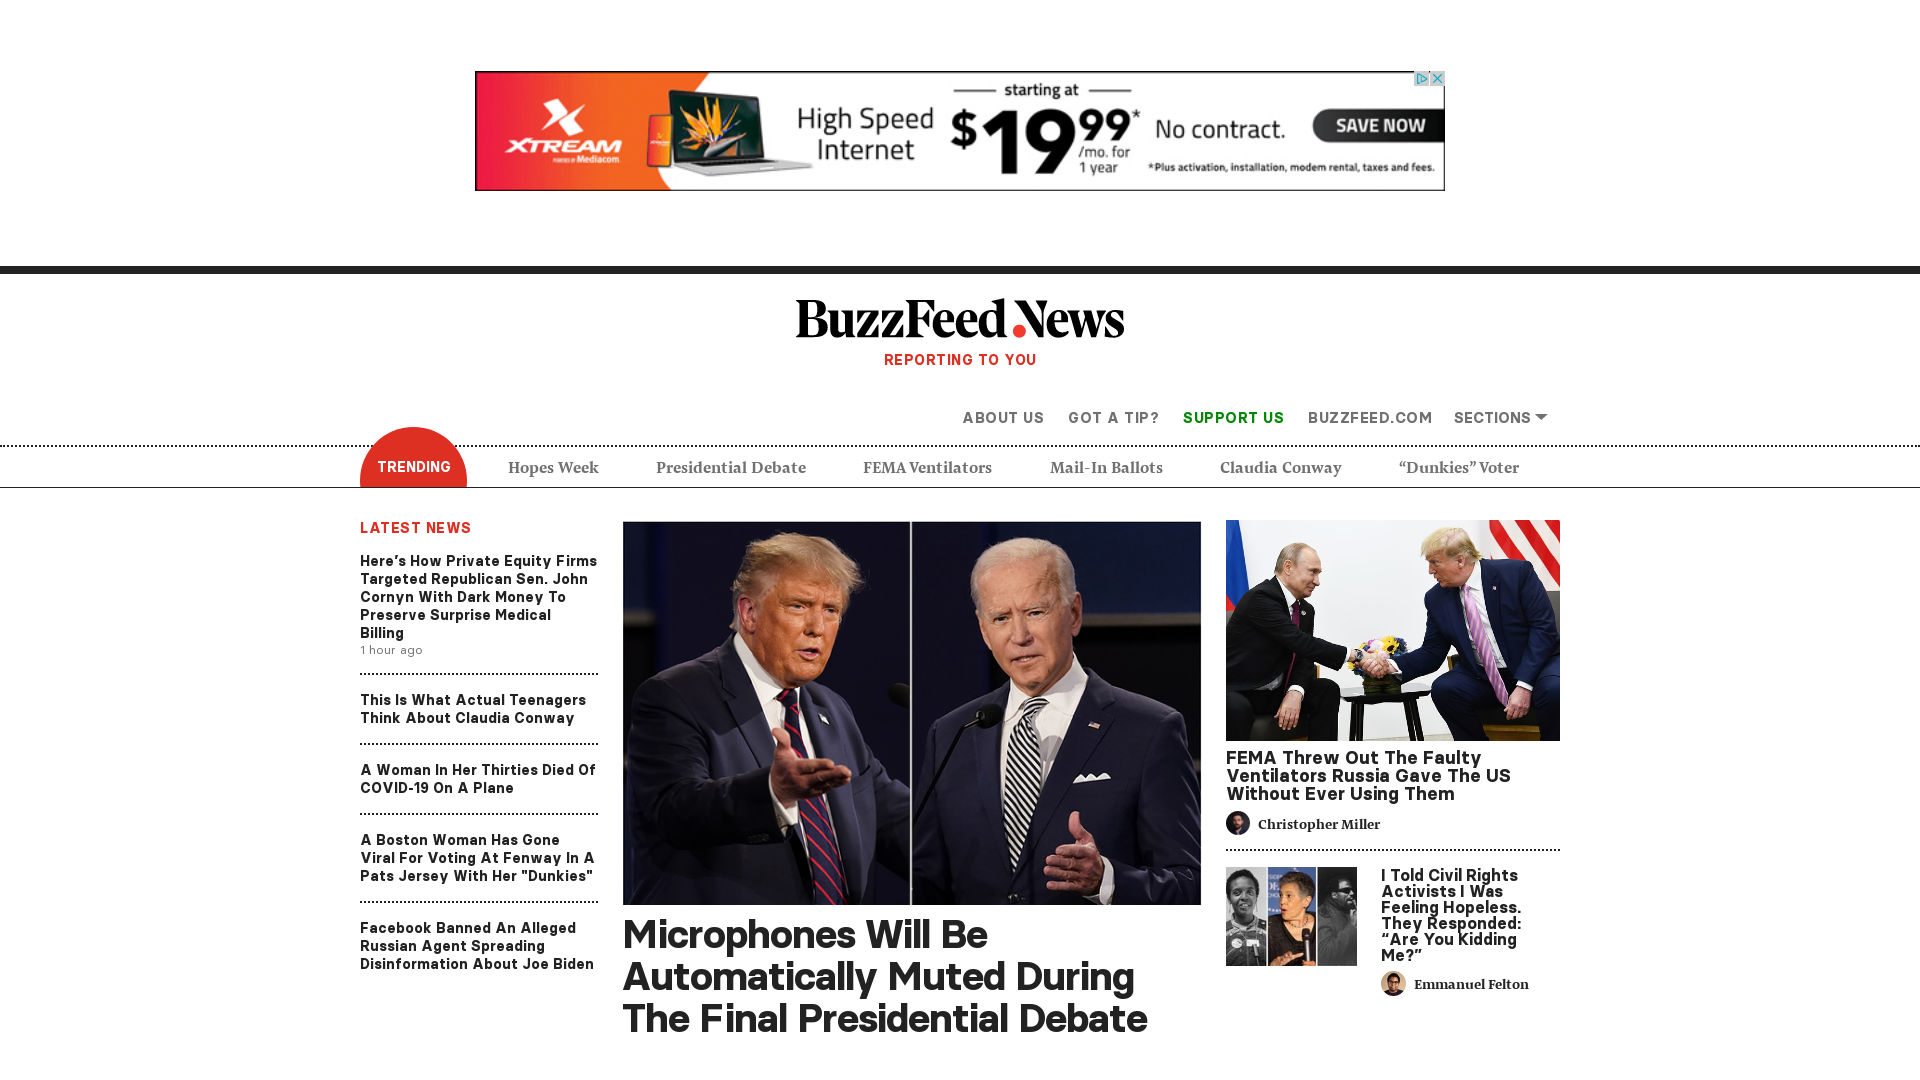 XTREAM
POWERED BY Mediacom
High Speed
Internet
starting at
$19.99*
/mo. for
1 year
No contract.
SAVE NOW
*Plus activation, installation, modem rental, taxes and fees.
BuzzFeed News
REPORTING TO YOU
ABOUT US GOT A TIP? SUPPORT US BUZZFEED.COM SECTIONS
TRENDING Hopes Week Presidential Debate FEMA Ventilators Mail-In Ballots Claudia Conway “Dunkies” Voter
LATEST NEWS
Here’s How Private Equity Firms
Targeted Republican Sen. John
Cornyn With Dark Money To
Preserve Surprise Medical
Billing
1 hour ago
This Is What Actual Teenagers
Think About Claudia Conway
A Woman In Her Thirties Died Of
COVID-19 On A Plane
A Boston Woman Has Gone
Viral For Voting At Fenway In A
Pats Jersey With Her "Dunkies"
Facebook Banned An Alleged
Russian Agent Spreading
Disinformation About Joe Biden
Microphones Will Be
Automatically Muted During
The Final Presidential Debate
FEMA Threw Out The Faulty
Ventilators Russia Gave The US
Without Ever Using Them
Christopher Miller
I Told Civil Rights
Activists I Was
Feeling Hopeless.
They Responded:
“Are You Kidding
Me?”
Emmanuel Felton